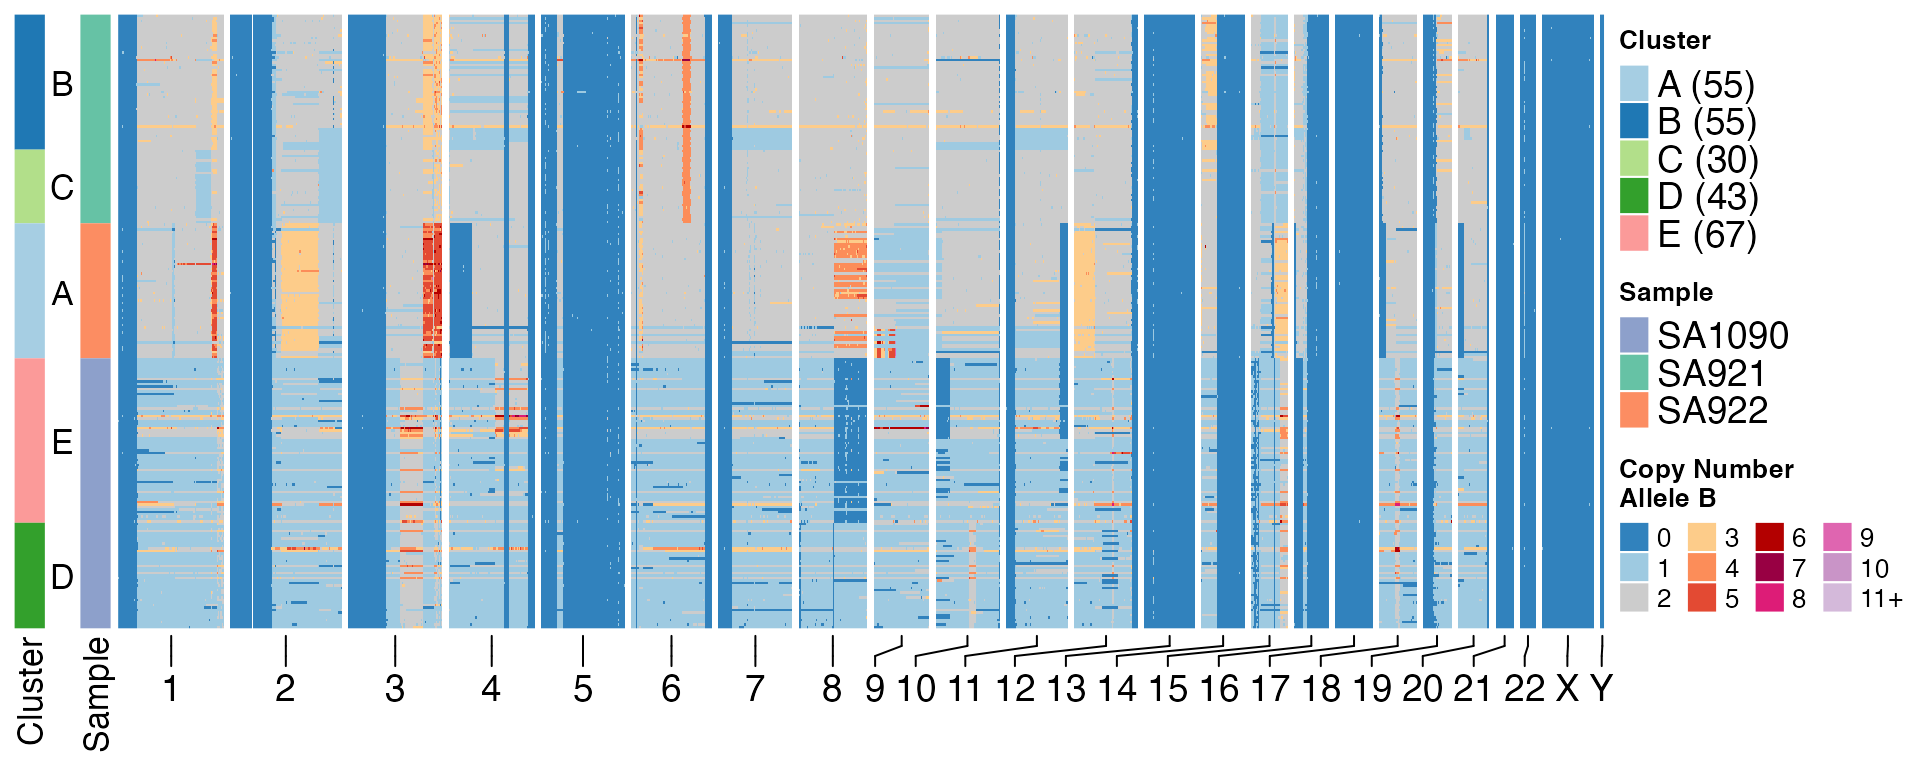 B
C
A
E
D
Cluster
Sample
1 2 3 4 5 6 7 8 9 10 11 12 13 14 15 16 17 18 19 20 21 22 X Y
Cluster
A (55)
B (55)
C (30)
D (43)
E (67)
Sample
SA1090
SA921
SA922
Copy Number
Allele B
0 3 6 9
1 4 7 10
2 5 8 11+